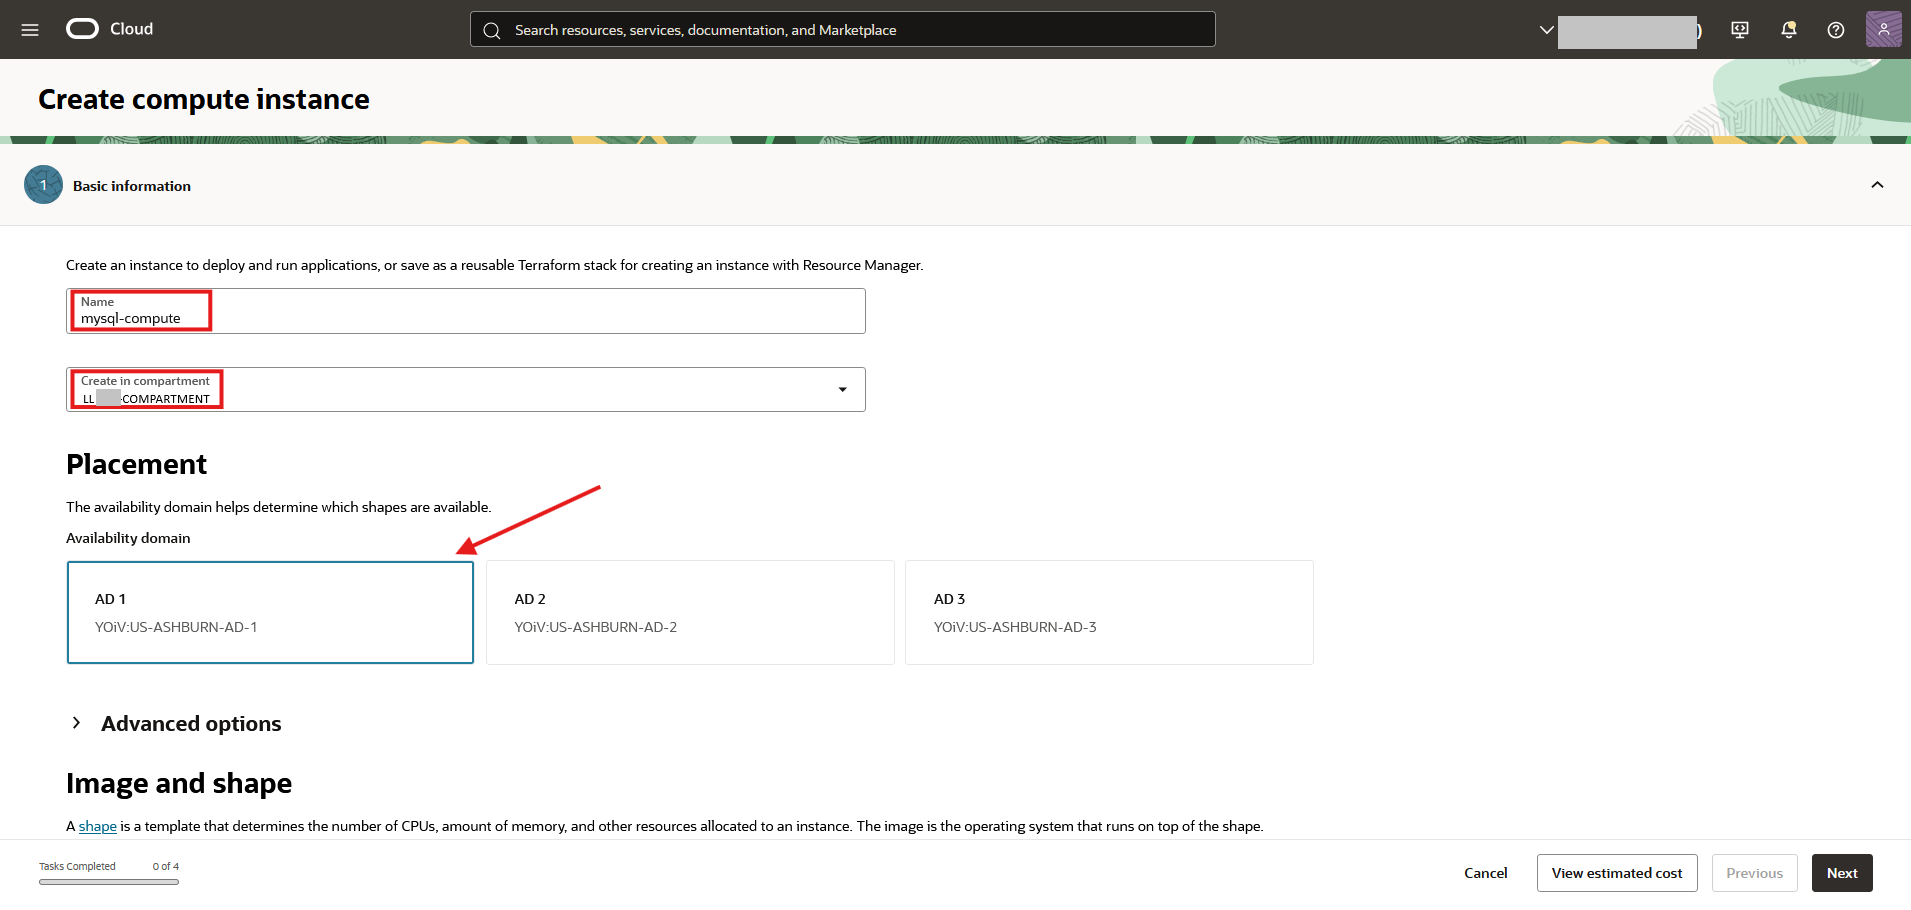 Cloud
Search resources, services, documentation, and Marketplace
Create compute instance
1
Basic information
Create an instance to deploy and run applications, or save as a reusable Terraform stack for creating an instance with Resource Manager.
Name
mysql-compute
Create in compartment
LL -COMPARTMENT
Placement
The availability domain helps determine which shapes are available.
Availability domain
AD 1
YOiV:US-ASHBURN-AD-1
AD 2
YOiV:US-ASHBURN-AD-2
AD 3
YOiV:US-ASHBURN-AD-3
Advanced options
Image and shape
A shape is a template that determines the number of CPUs, amount of memory, and other resources allocated to an instance. The image is the operating system that runs on top of the shape.
Tasks Completed 0 of 4
Cancel
View estimated cost
Previous
Next